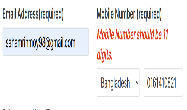 Email Address(required)
Mobile Number (required)
Mobile number should be 11
digits.
Bangladesh